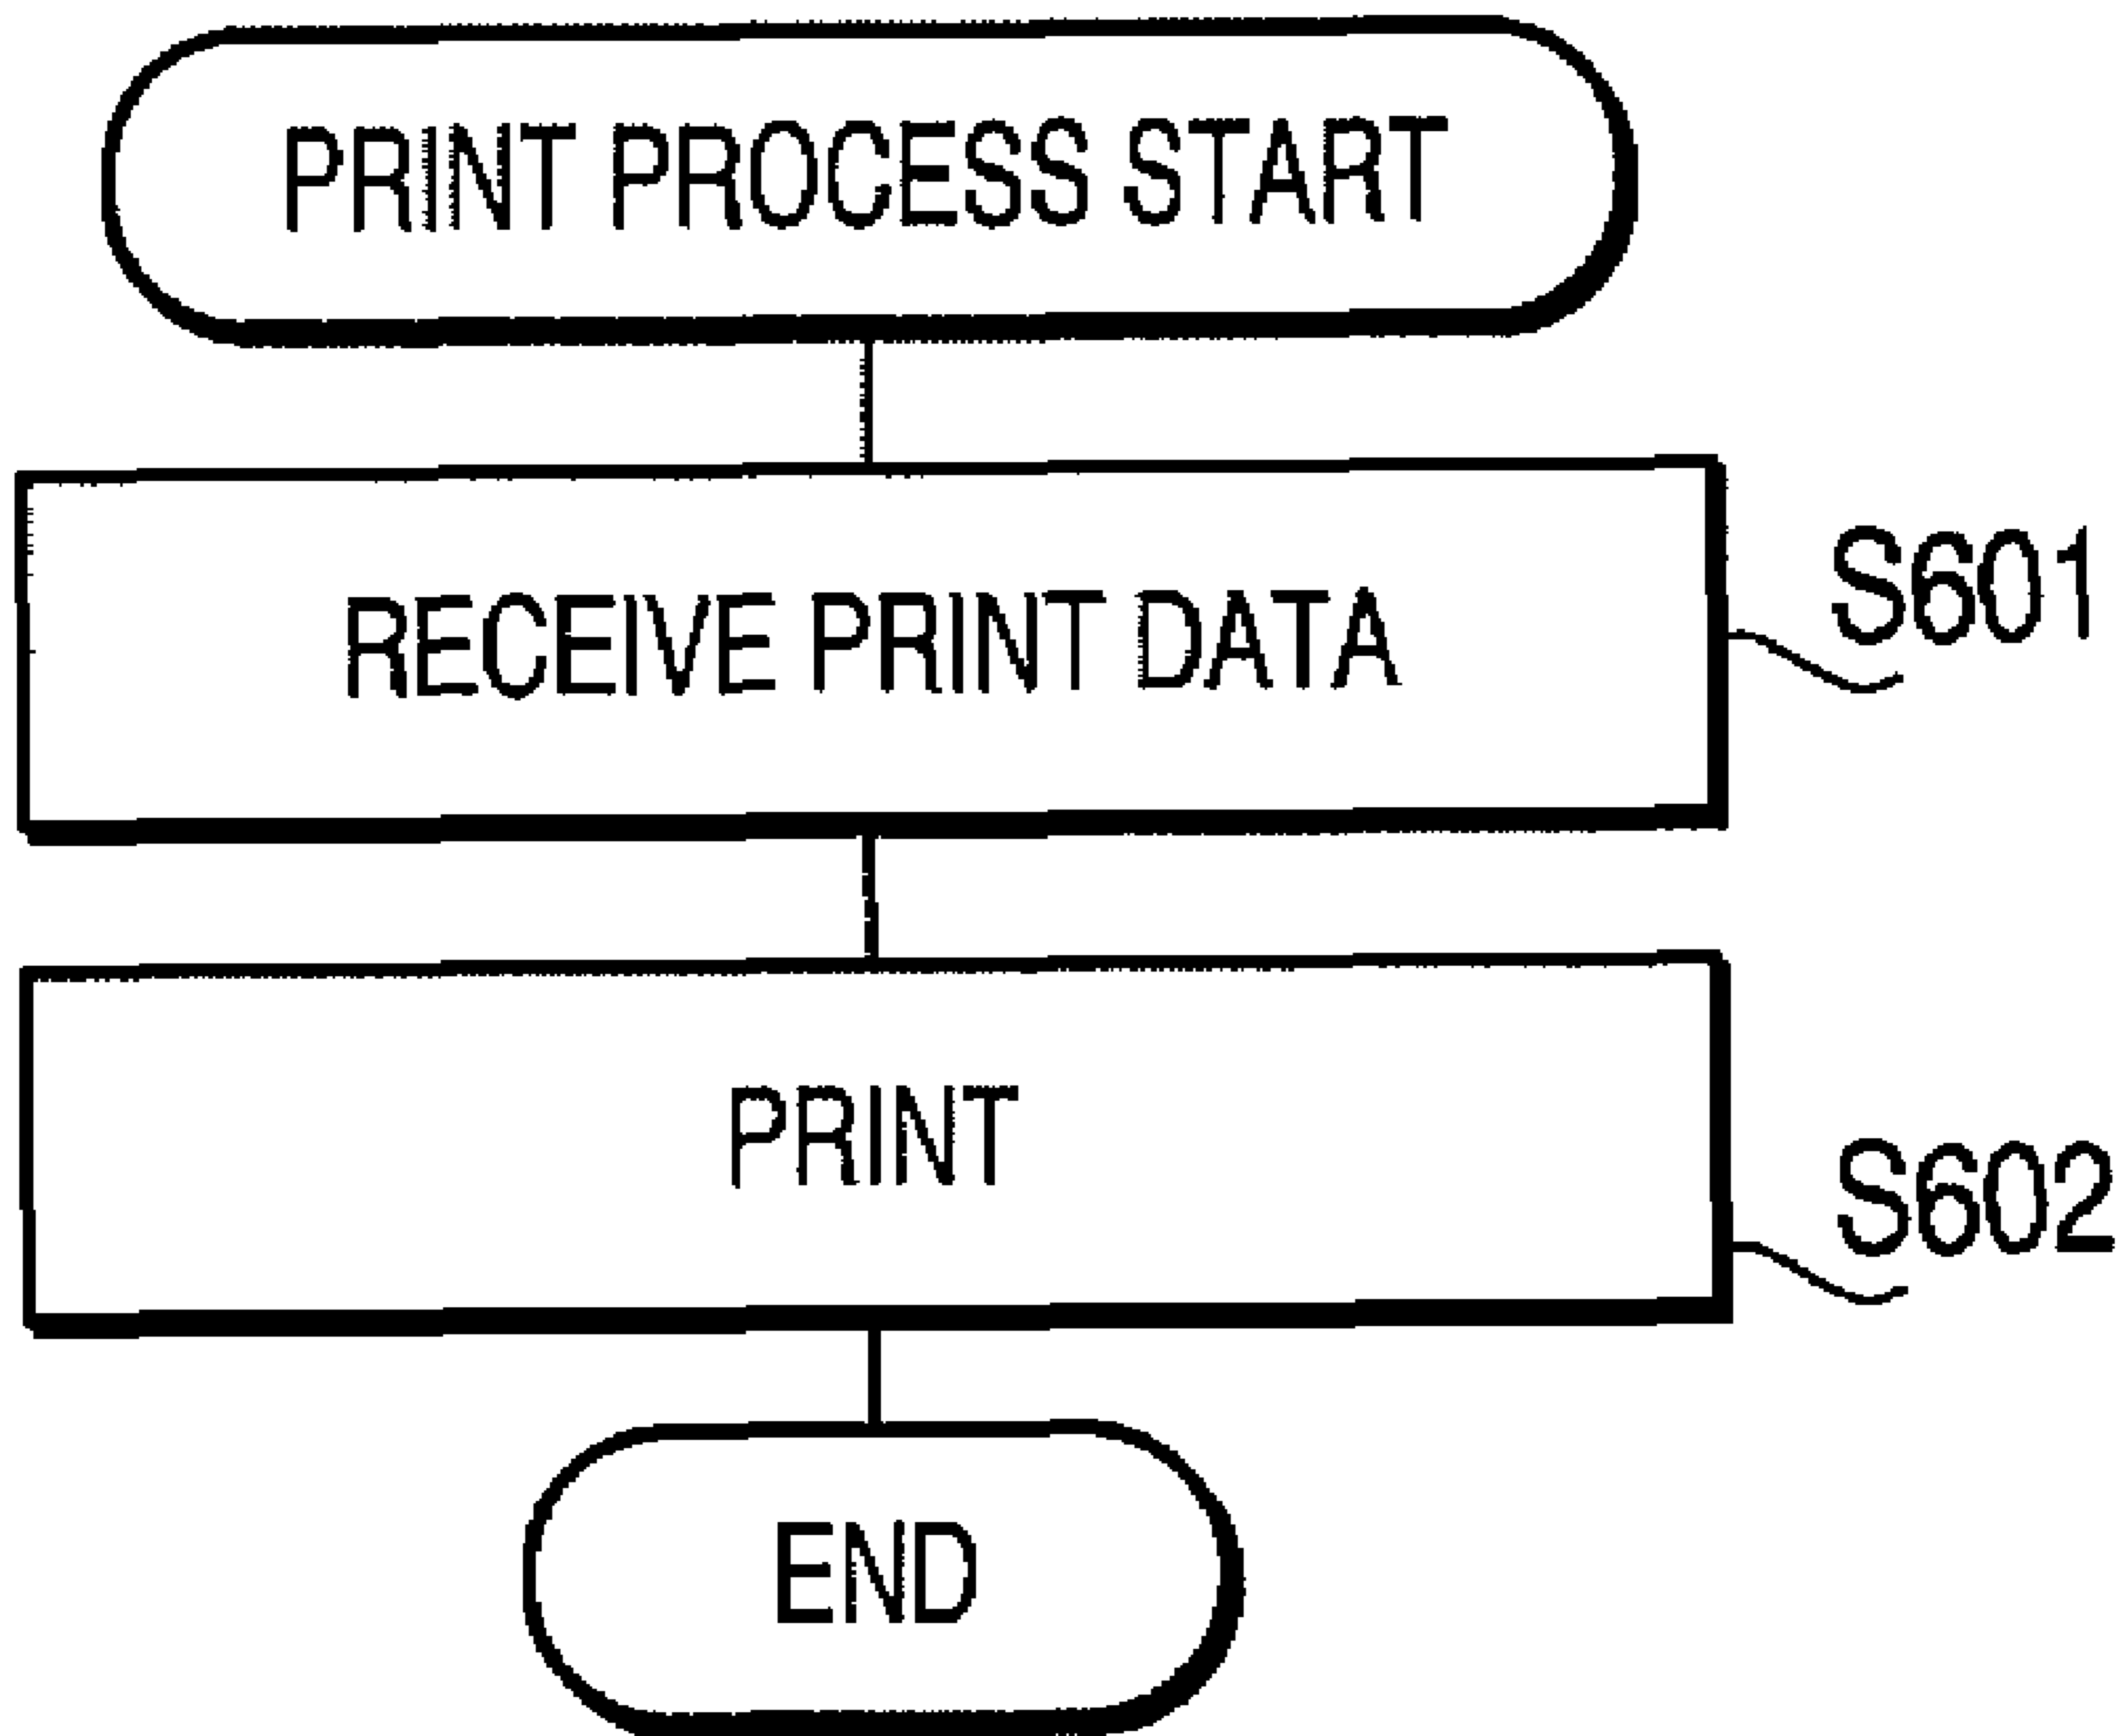 PRINT PROCESS START
RECEIVE PRINT DATA
S601
PRINT
S602
END